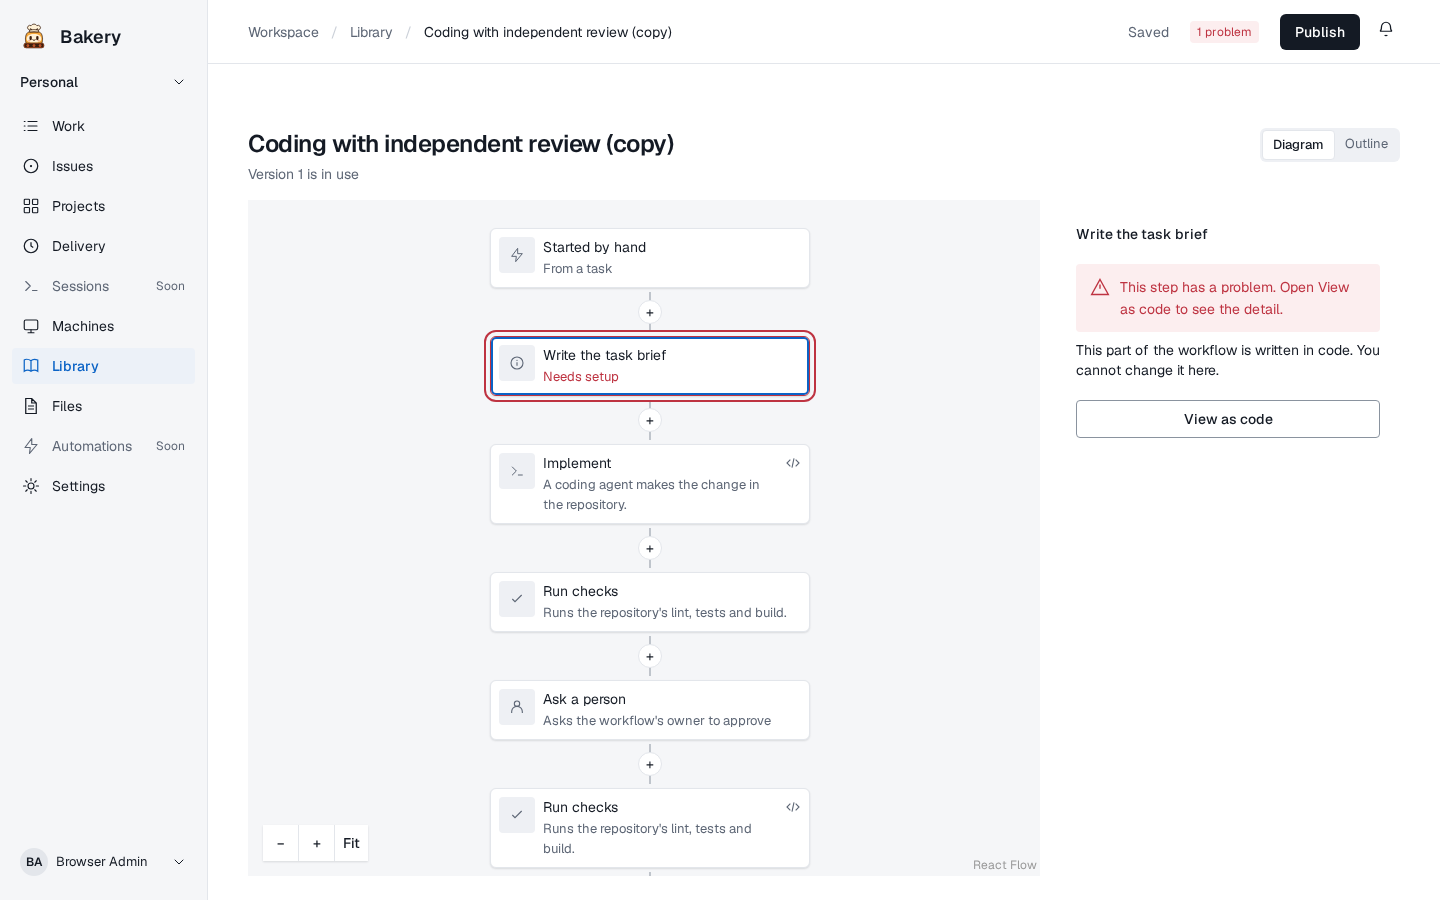 Bakery
Personal
Work
Issues
Projects
Delivery
Sessions Soon
Machines
Library
Files
Automations Soon
Settings
BA Browser Admin
Workspace / Library / Coding with independent review (copy)
Saved
1 problem
Publish
Coding with independent review (copy)
Version 1 is in use
Diagram Outline
Started by hand
From a task
+
Write the task brief
Needs setup
+
Implement
A coding agent makes the change in
the repository.
+
Run checks
Runs the repository's lint, tests and build.
+
Ask a person
Asks the workflow's owner to approve
+
Run checks
Runs the repository's lint, tests and
build.
− + Fit
React Flow
Write the task brief
This step has a problem. Open View
as code to see the detail.
This part of the workflow is written in code. You
cannot change it here.
View as code